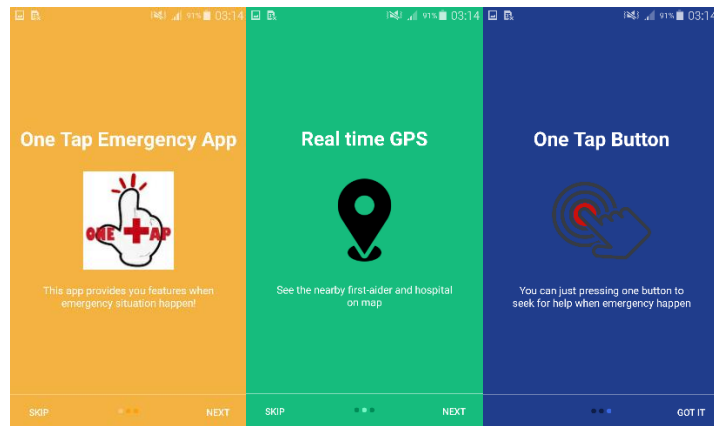 91% 03:14
One Tap Emergency App
ONE TAP
This app provides you features when
emergency situation happen!
SKIP
NEXT
91% 03:14
Real time GPS
See the nearby first-aider and hospital
on map
SKIP
NEXT
91% 03:14
One Tap Button
You can just pressing one button to
seek for help when emergency happen
GOT IT